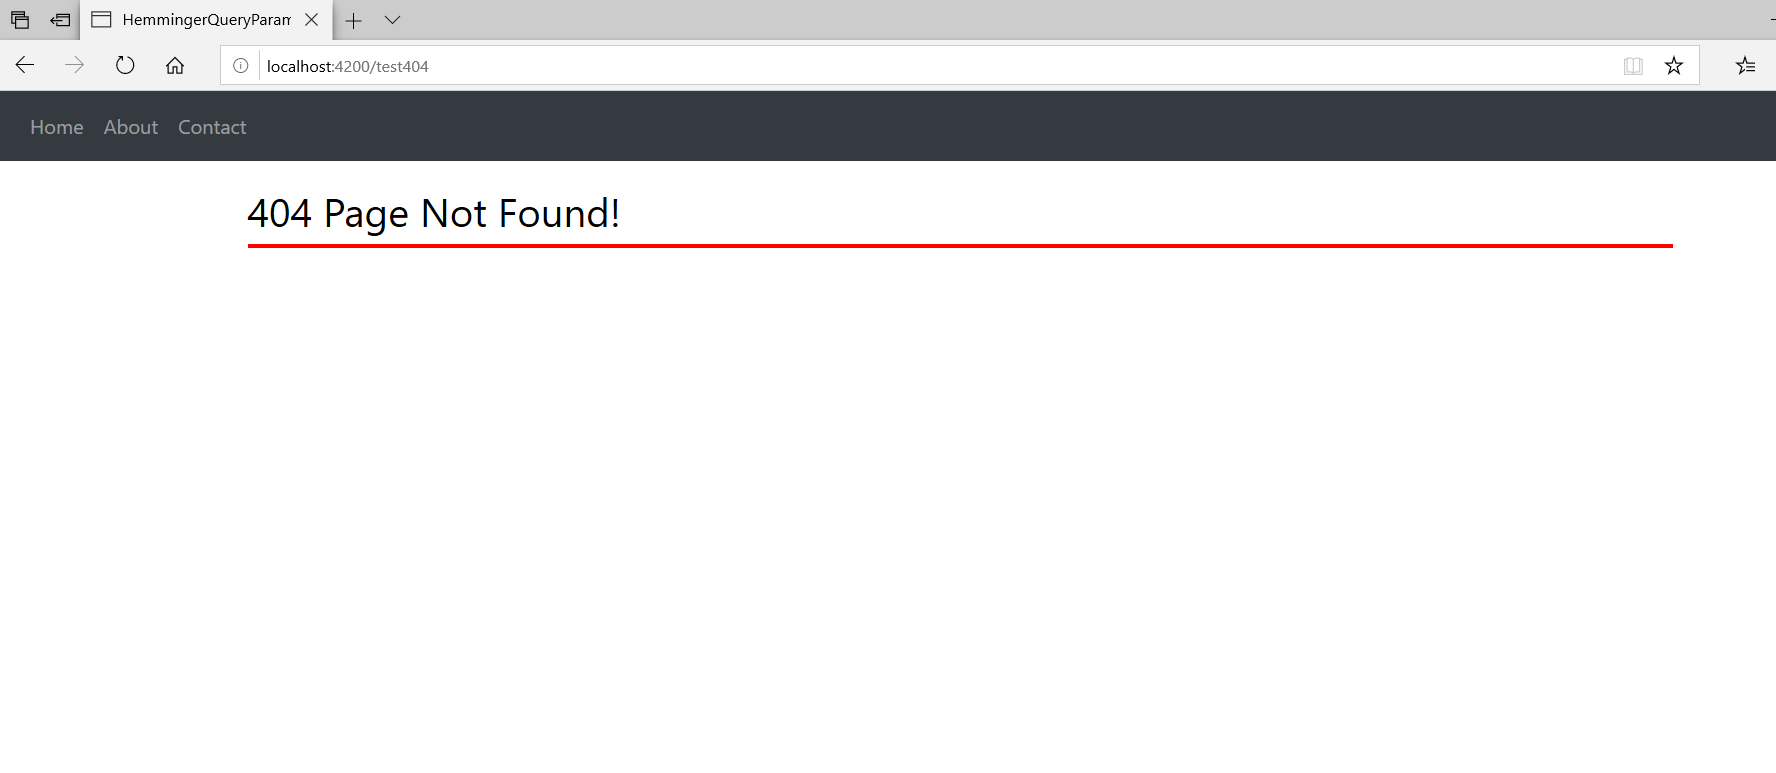 HemmingerQueryParam
localhost:4200/test404
Home About Contact
404 Page Not Found!